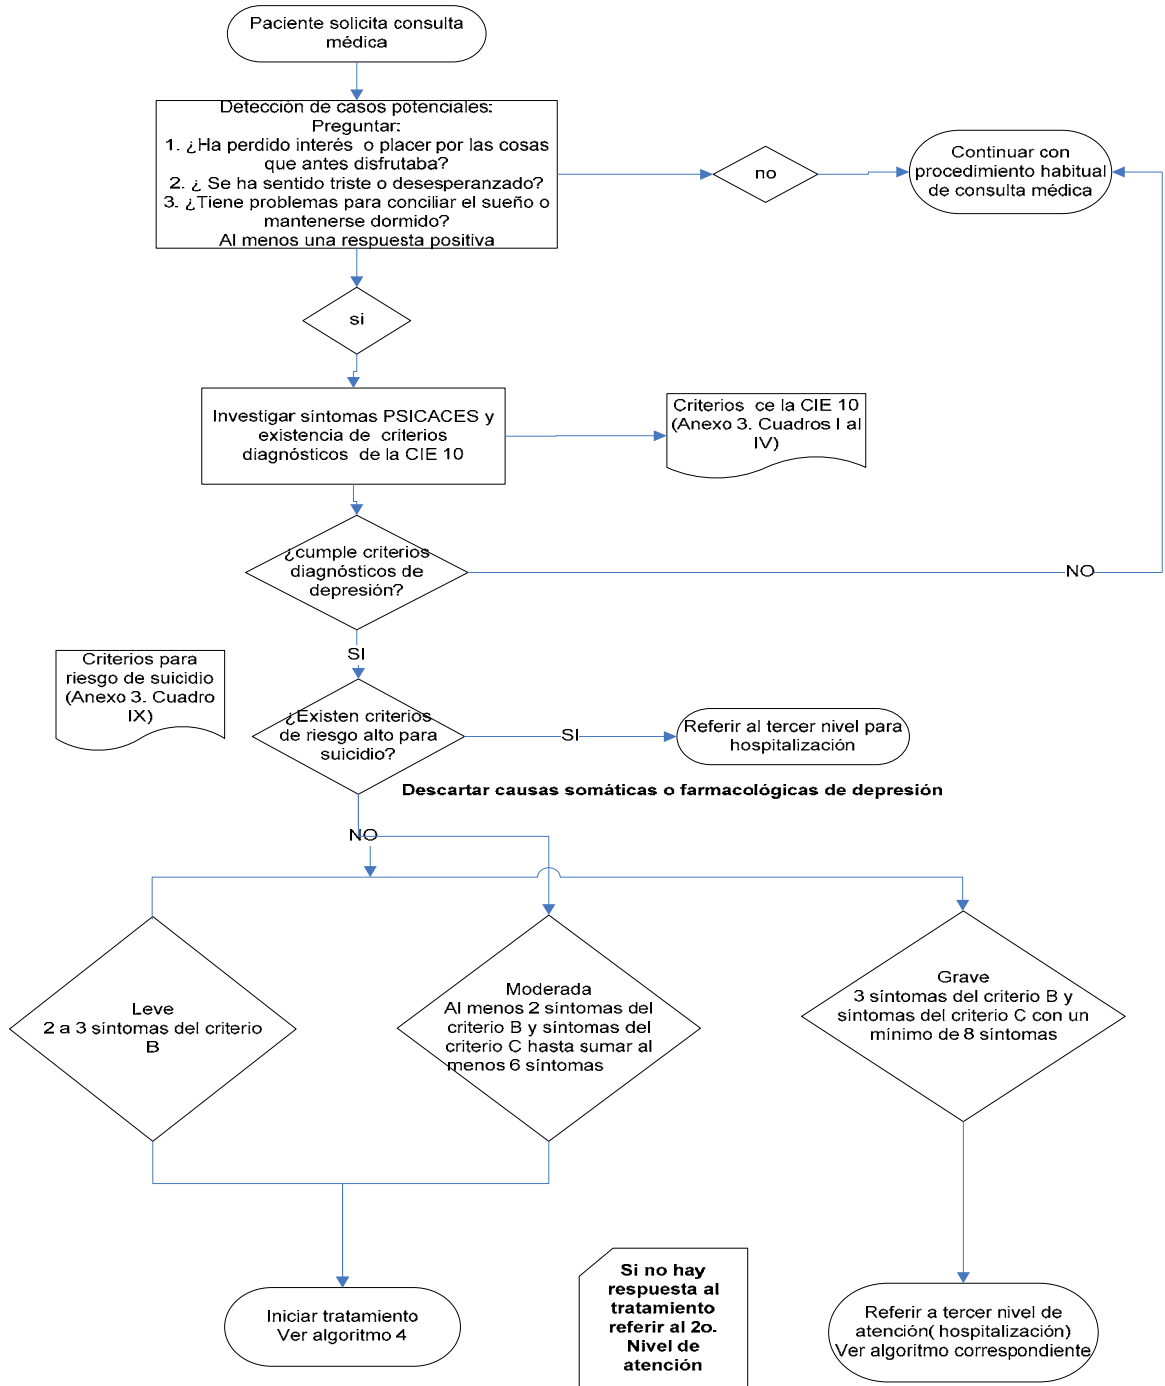 Paciente solicita consulta
médica
Detección de casos potenciales:
Preguntar:
1. ¿Ha perdido interés o placer por las cosas
que antes disfrutaba?
2. ¿ Se ha sentido triste o desesperanzado?
3. ¿Tiene problemas para conciliar el sueño o
mantenerse dormido?
Al menos una respuesta positiva
no
Continuar con
procedimiento habitual
de consulta médica
si
Investigar síntomas PSICACES y
existencia de criterios
diagnósticos de la CIE 10
Criterios ce la CIE 10
(Anexo 3. Cuadros I al
IV)
¿cumple criterios
diagnósticos de
depresión?
NO
SI
Criterios para
riesgo de suicidio
(Anexo 3. Cuadro
IX)
¿Existen criterios
de riesgo alto para
suicidio?
SI
Referir al tercer nivel para
hospitalización
Descartar causas somáticas o farmacológicas de depresión
NO
Leve
2 a 3 síntomas del criterio
B
Moderada
Al menos 2 síntomas del
criterio B y síntomas del
criterio C hasta sumar al
menos 6 síntomas
Grave
3 síntomas del criterio B y
síntomas del criterio C con un
mínimo de 8 síntomas
Iniciar tratamiento
Ver algoritmo 4
Si no hay
respuesta al
tratamiento
referir al 2o.
Nivel de
atención
Referir a tercer nivel de
atención( hospitalización)
Ver algoritmo correspondiente